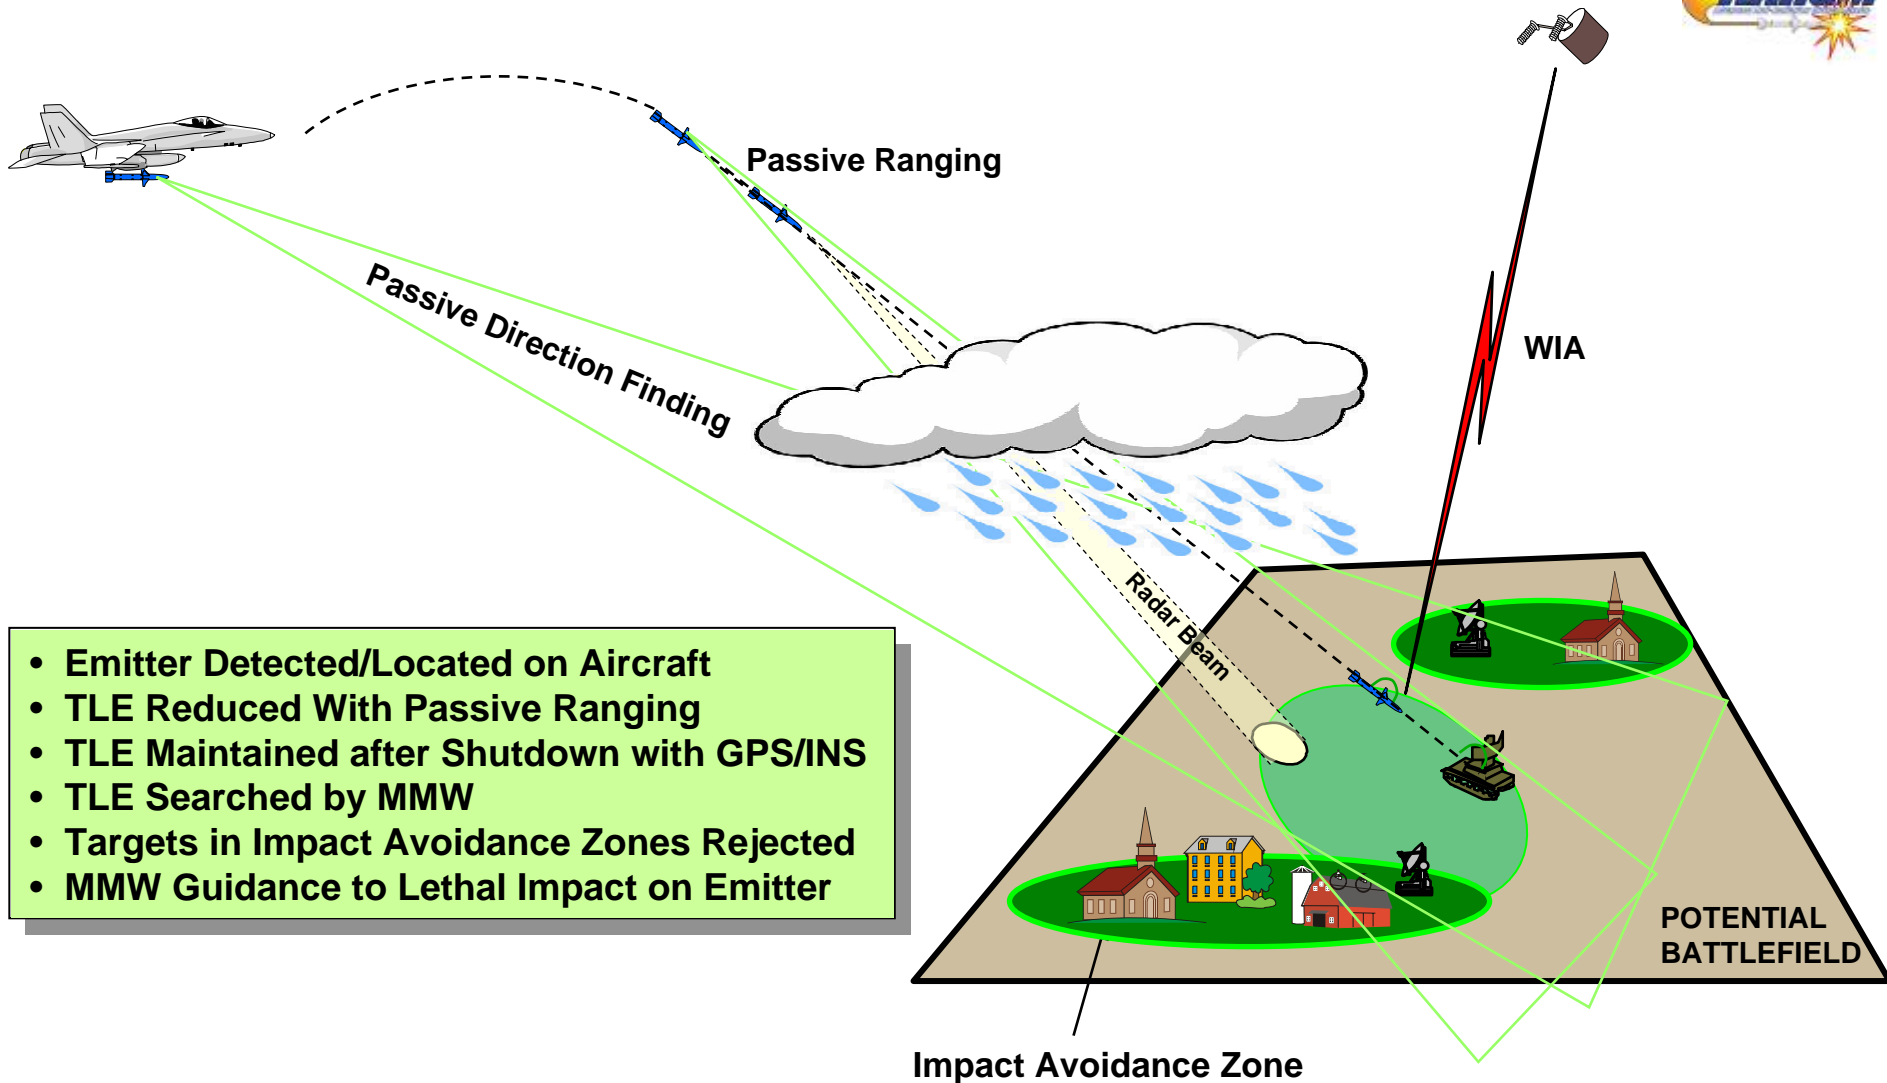 Passive Ranging
Passive Direction Finding
WIA
Radar Beam
• Emitter Detected/Located on Aircraft
• TLE Reduced With Passive Ranging
• TLE Maintained after Shutdown with GPS/INS
• TLE Searched by MMW
• Targets in Impact Avoidance Zones Rejected
• MMW Guidance to Lethal Impact on Emitter
POTENTIAL
BATTLEFIELD
Impact Avoidance Zone